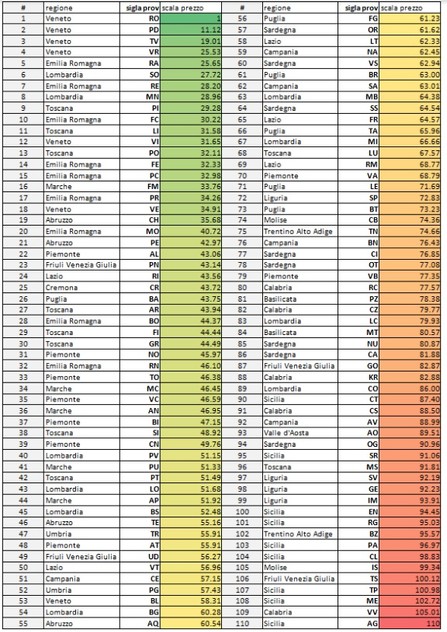 # regione sigla prov scala prezzo # regione sigla prov scala prezzo
1 Veneto RO 1 56 Puglia FG 61.23
2 Veneto PD 11.12 57 Sardegna OR 61.62
3 Veneto TV 19.01 58 Lazio LT 62.33
4 Veneto VR 25.53 59 Campania NA 62.45
5 Emilia Romagna RA 25.65 60 Sardegna VS 62.94
6 Lombardia SO 27.72 61 Puglia BR 63.00
7 Emilia Romagna RE 28.20 62 Campania SA 63.01
8 Lombardia MN 28.96 63 Lombardia MB 64.38
9 Toscana PI 29.28 64 Sardegna SS 64.54
10 Emilia Romagna FC 30.22 65 Lazio FR 64.57
11 Toscana LI 31.58 66 Puglia TA 65.96
12 Veneto VI 31.65 67 Lombardia MI 66.66
13 Toscana PO 32.11 68 Toscana LU 67.57
14 Emilia Romagna FE 32.33 69 Lazio RM 68.77
15 Emilia Romagna PC 32.98 70 Piemonte VA 68.79
16 Marche FM 33.76 71 Puglia LE 71.69
17 Emilia Romagna PR 34.26 72 Liguria SP 72.83
18 Veneto VE 34.91 73 Puglia BT 73.23
19 Abruzzo CH 35.68 74 Molise CB 74.36
20 Emilia Romagna MO 40.72 75 Trentino Alto Adige TN 74.66
21 Abruzzo PE 42.97 76 Campania BN 76.43
22 Piemonte AL 43.06 77 Sardegna CI 76.85
23 Friuli Venezia Giulia PN 43.14 78 Sardegna OT 77.08
24 Lazio RI 43.56 79 Piemonte VB 77.35
25 Cremona CR 43.72 80 Calabria RC 77.57
26 Puglia BA 43.75 81 Basilicata PZ 78.38
27 Toscana AR 43.94 82 Calabria CZ 79.77
28 Emilia Romagna BO 44.37 83 Lombardia LC 79.93
29 Toscana FI 44.44 84 Basilicata MT 80.57
30 Toscana GR 44.49 85 Sardegna NU 80.87
31 Piemonte NO 45.97 86 Sardegna CA 81.88
32 Emilia Romagna RN 46.10 87 Friuli Venezia Giulia GO 82.87
33 Piemonte TO 46.38 88 Calabria KR 82.88
34 Marche MC 46.45 89 Lombardia CO 86.00
35 Piemonte VC 46.59 90 Sicilia CT 87.40
36 Marche AN 46.95 91 Calabria CS 88.50
37 Piemonte BI 47.15 92 Campania AV 88.99
38 Toscana SI 48.92 93 Valle d'Aosta AO 89.51
39 Piemonte CN 49.76 94 Sardegna OG 90.96
40 Lombardia PV 51.15 95 Sicilia SR 91.06
41 Marche PU 51.33 96 Toscana MS 91.81
42 Toscana PT 51.49 97 Liguria SV 92.19
43 Lombardia LO 51.68 98 Liguria GE 92.23
44 Marche AP 51.92 99 Liguria IM 93.91
45 Lombardia BS 52.48 100 Sicilia EN 94.45
46 Abruzzo TE 55.16 101 Sicilia RG 95.03
47 Umbria TR 55.91 102 Trentino Alto Adige BZ 95.57
48 Piemonte AT 55.91 103 Sicilia PA 96.97
49 Friuli Venezia Giulia UD 56.27 104 Sicilia CL 98.83
50 Lazio VT 56.96 105 Molise IS 99.34
51 Campania CE 57.15 106 Friuli Venezia Giulia TS 100.12
52 Umbria PG 57.43 107 Sicilia TP 100.98
53 Veneto BL 58.31 108 Sicilia ME 102.72
54 Lombardia BG 60.28 109 Calabria VV 105.01
55 Abruzzo AQ 60.54 110 Sicilia AG 110